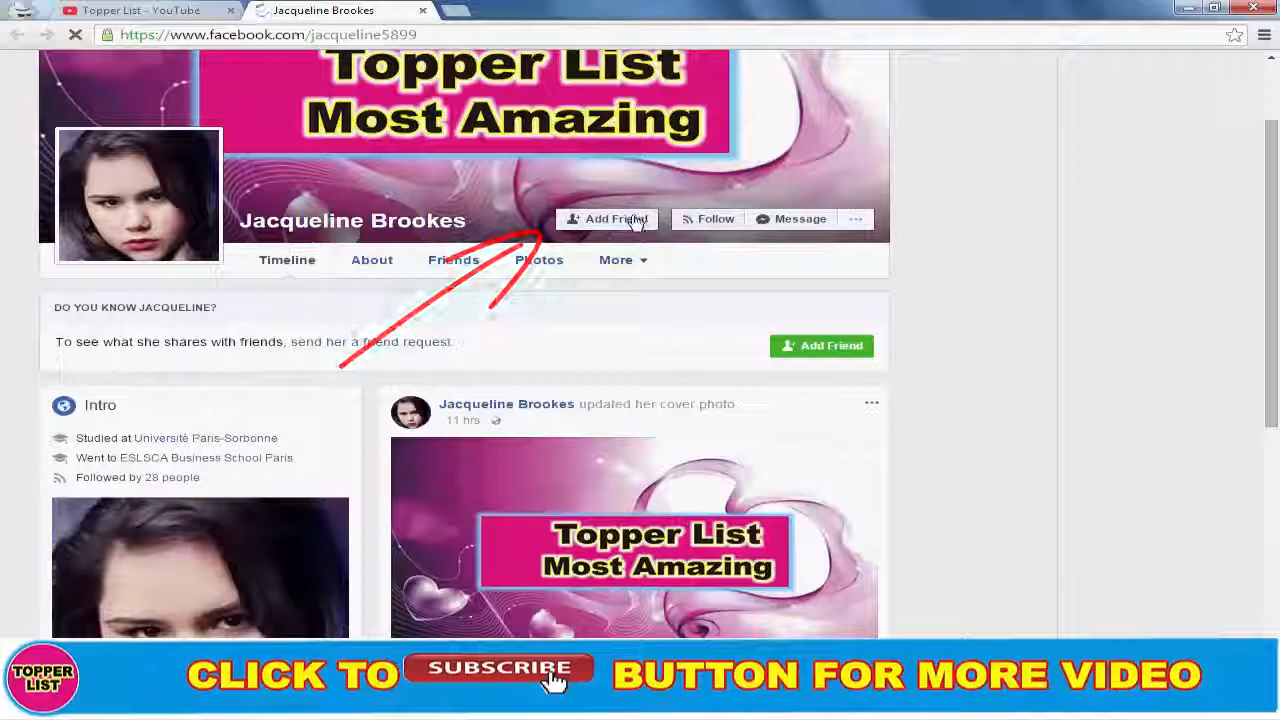 Topper List - YouTube
Jacqueline Brookes
https://www.facebook.com/jacqueline5899
Topper List
Most Amazing
Jacqueline Brookes
Add Friend
Follow
Message
Timeline
About
Friends
Photos
More
DO YOU KNOW JACQUELINE?
To see what she shares with friends, send her a friend request.
Add Friend
Intro
Studied at Université Paris-Sorbonne
Went to ESLSCA Business School Paris
Followed by 28 people
Jacqueline Brookes updated her cover photo
11 hrs
Topper List
Most Amazing
TOPPER
LIST
CLICK TO SUBSCRIBE BUTTON FOR MORE VIDEO